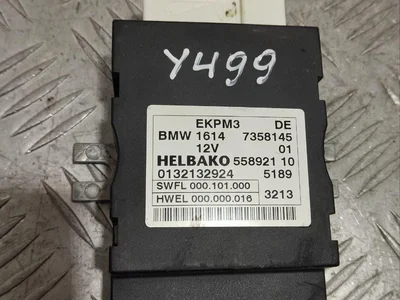 Y499
EKPM3 DE
BMW 1614 7358145
12V 01
HELBAKO 558921 10
0132132924 5189
SWFL 000.101.000
HWEL 000.000.016 3213